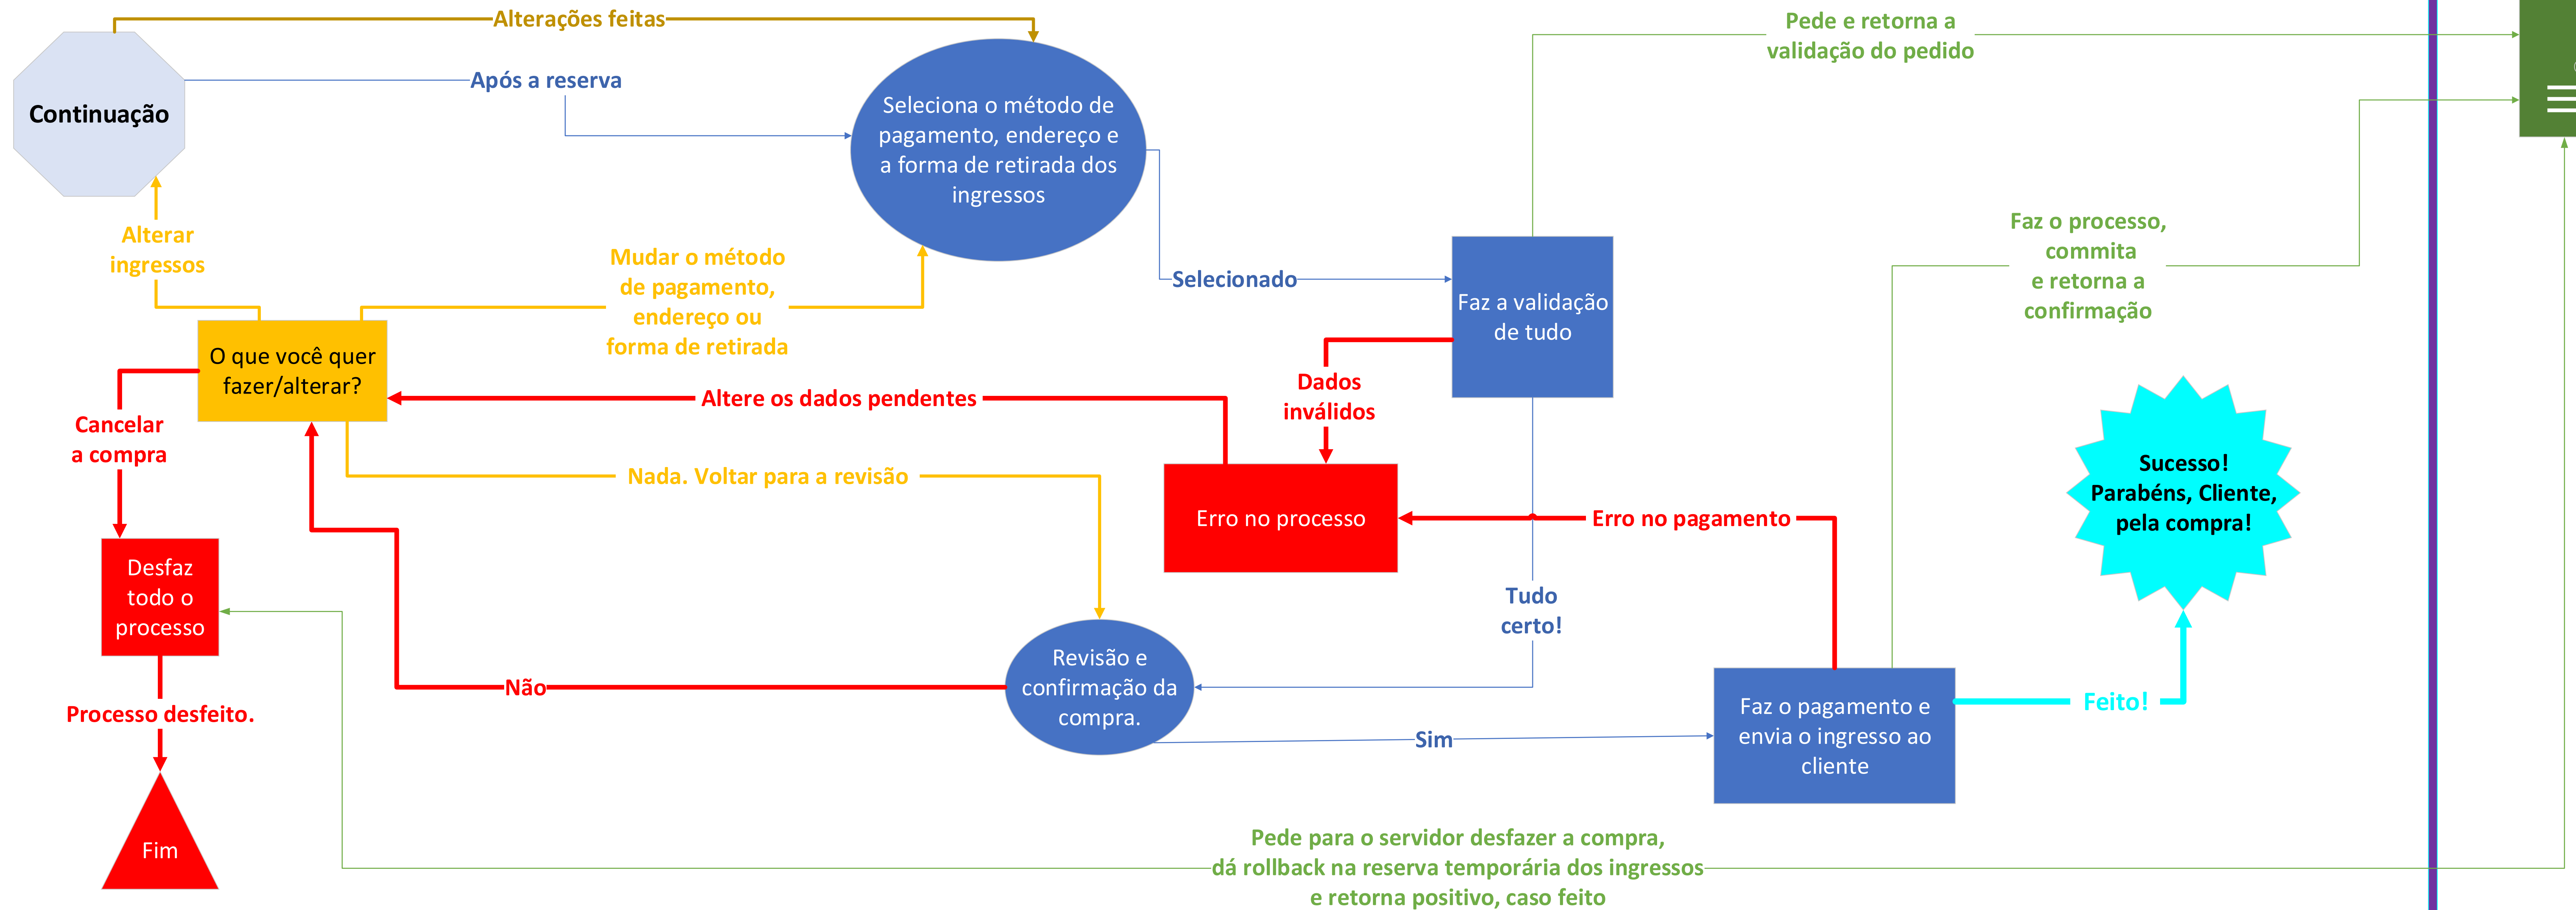 Alterações feitas
Pede e retorna a
validação do pedido
Após a reserva
Continuação
Seleciona o método de
pagamento, endereço e
a forma de retirada dos
ingressos
Alterar
ingressos
Mudar o método
de pagamento,
endereço ou
forma de retirada
Selecionado
Faz o processo,
commita
e retorna a
confirmação
Faz a validação
de tudo
O que você quer
fazer/alterar?
Altere os dados pendentes
Dados
inválidos
Cancelar
a compra
Nada. Voltar para a revisão
Erro no processo
Erro no pagamento
Sucesso!
Parabéns, Cliente,
pela compra!
Desfaz
todo o
processo
Tudo
certo!
Não
Revisão e
confirmação da
compra.
Processo desfeito.
Sim
Faz o pagamento e
envia o ingresso ao
cliente
Feito!
Fim
Pede para o servidor desfazer a compra,
dá rollback na reserva temporária dos ingressos
e retorna positivo, caso feito